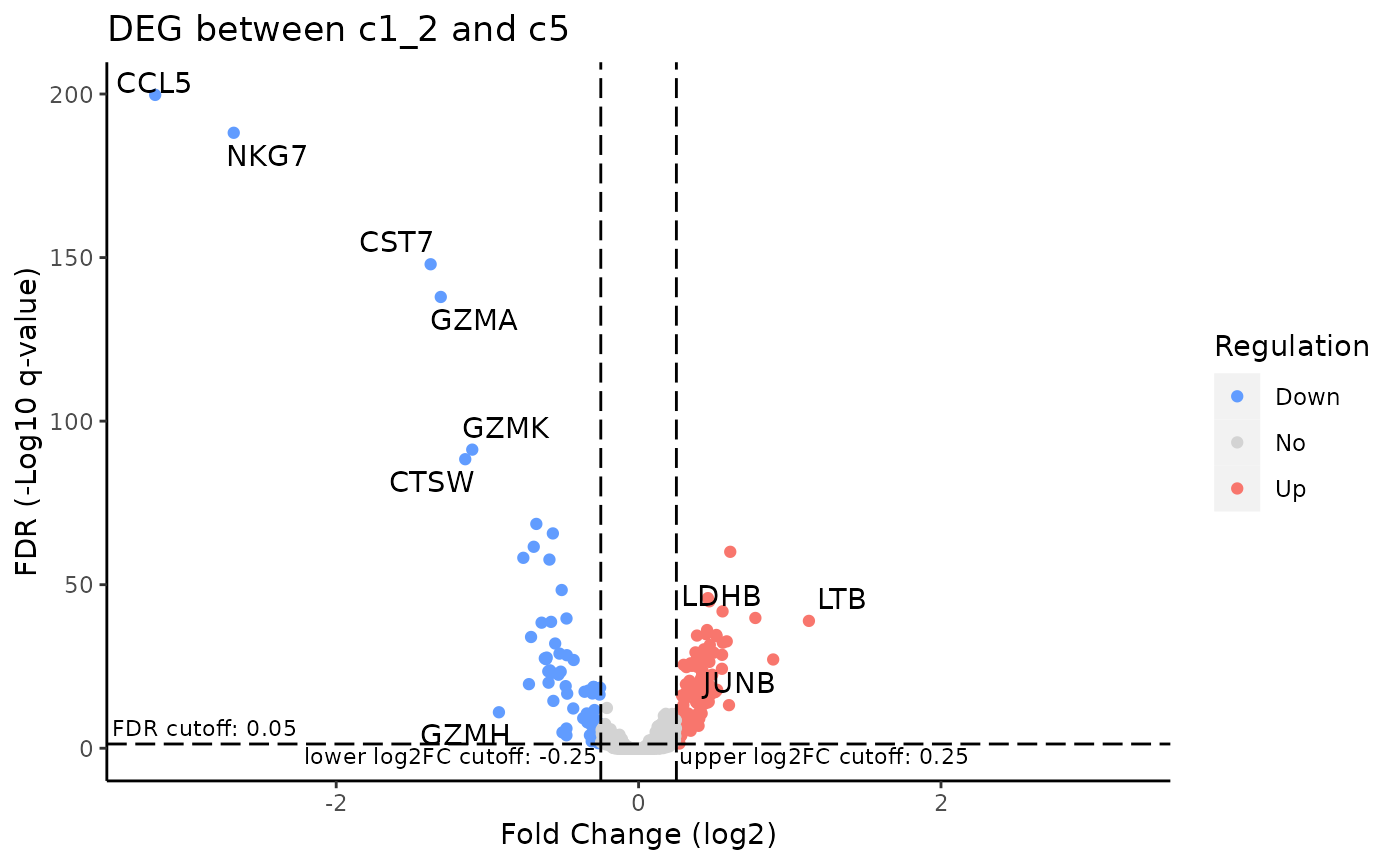 DEG between c1_2 and c5
FDR (-Log10 q-value)
200
150
100
50
0
CCL5
NKG7
CST7
GZMA
GZMK
CTSW
LDHB
LTB
JUNB
GZMH
FDR cutoff: 0.05
lower log2FC cutoff: -0.25
upper log2FC cutoff: 0.25
-2
0
2
Fold Change (log2)
Regulation
Down
No
Up